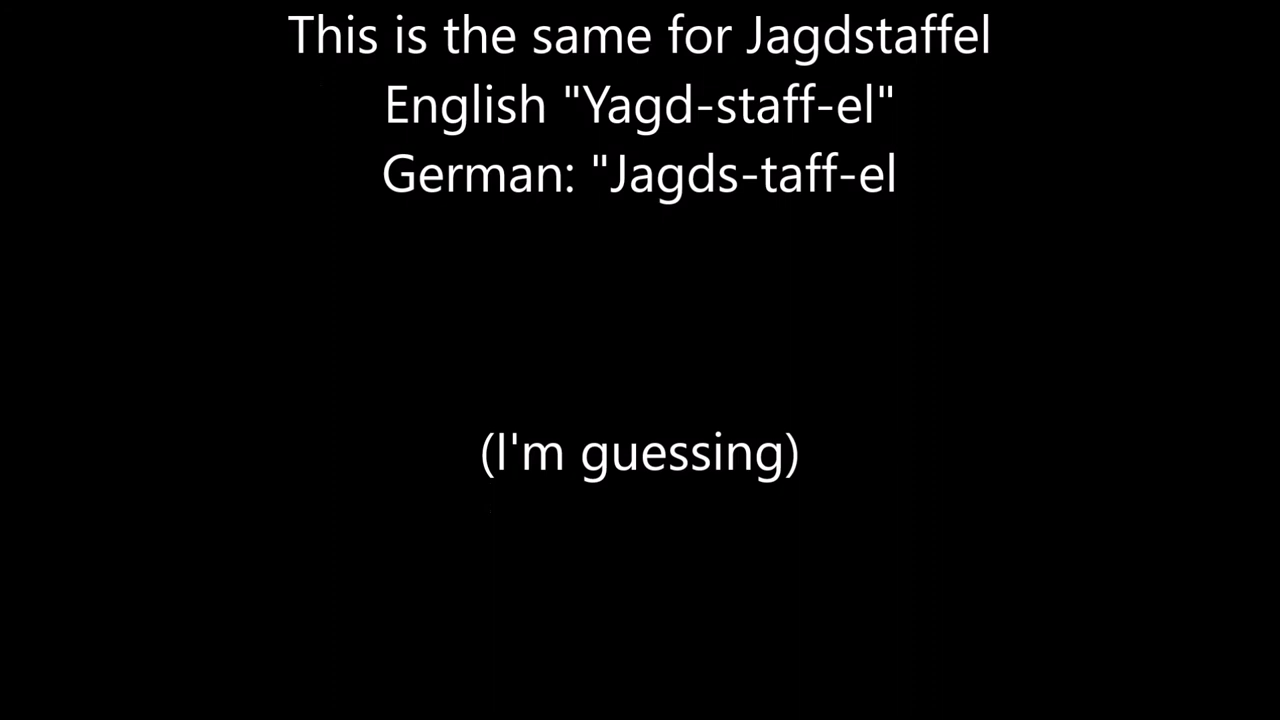 This is the same for Jagdstaffel
English "Yagd-staff-el"
German: "Jagds-taff-el
(I'm guessing)